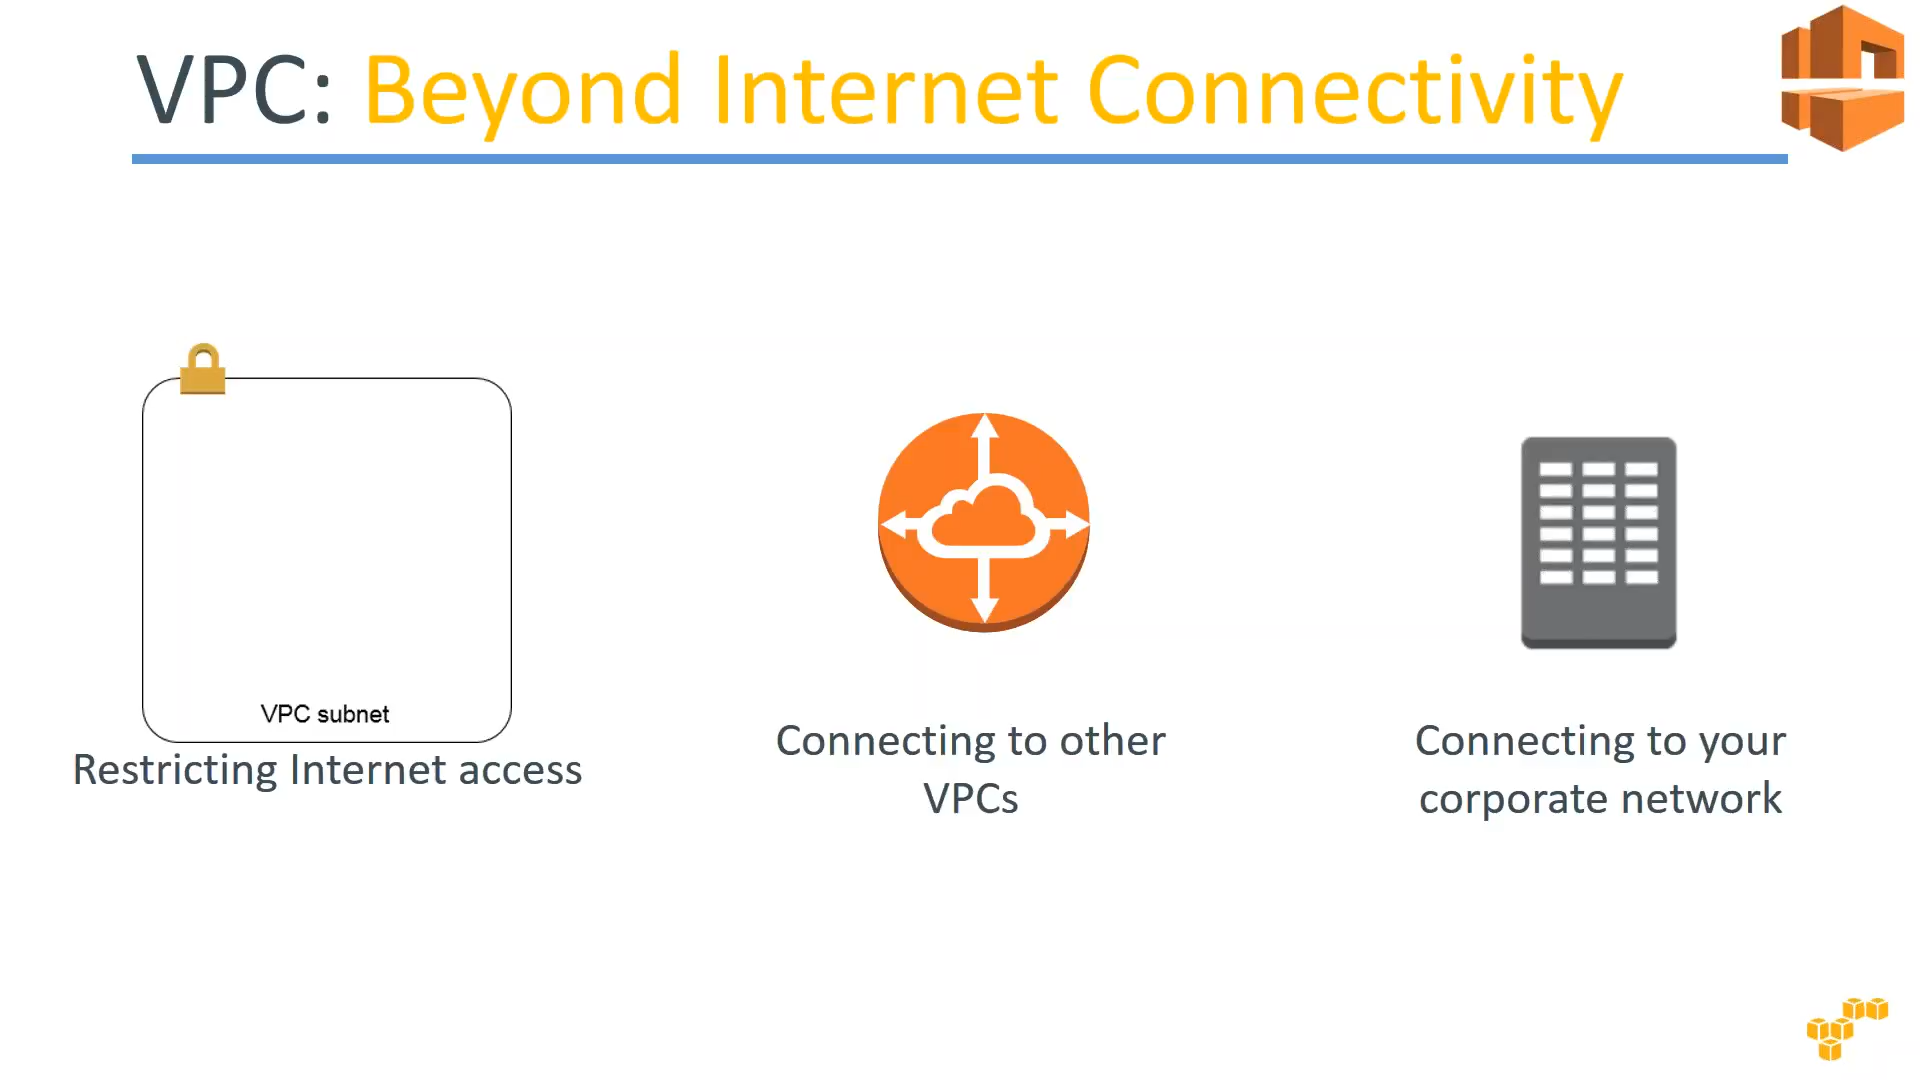 VPC: Beyond Internet Connectivity
VPC subnet
Restricting Internet access
Connecting to other
VPCs
Connecting to your
corporate network